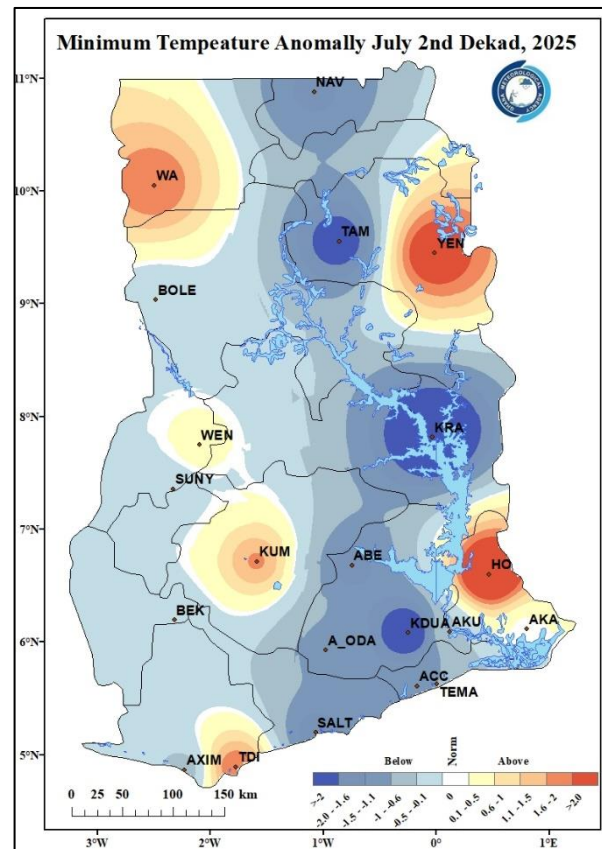 Minimum Tempeature Anomally July 2nd Dekad, 2025
GHANA METEOROLOGICAL AGENCY
11°N
NAV
WA
10°N
TAM
YEN
BOLE
9°N
8°N
KRA
WEN
SUNY
7°N
KUM
ABE
HO
BEK
KDUA
AKU
AKA
6°N
A_ODA
ACC
TEMA
SALT
5°N
AXIM
TDI
Below
Norm
Above
0 25 50 100 150 km
>-2
-2.0 - -1.6
-1.5 - -1.1
-1 - -0.6
-0.5 - -0.1
0
0.1 - 0.5
0.6 - 1
1.1 - 1.5
1.6 - 2
>2.0
3°W
2°W
1°W
0°
1°E